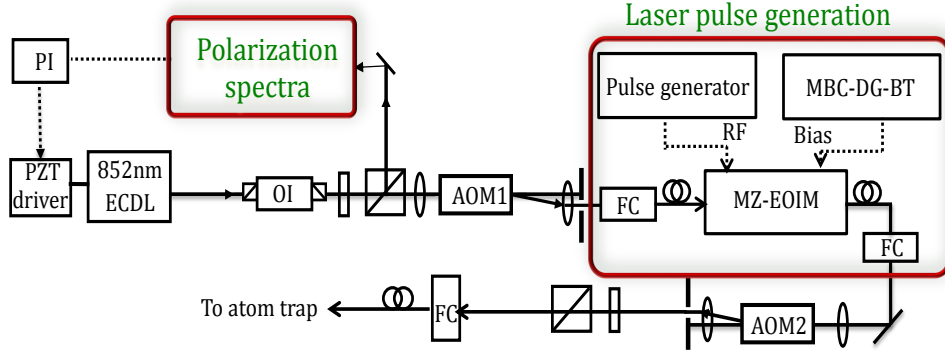 Laser pulse generation
PI
Polarization
spectra
Pulse generator
MBC-DG-BT
RF
Bias
PZT
driver
852nm
ECDL
OI
AOM1
FC
MZ-EOIM
FC
To atom trap
FC
AOM2